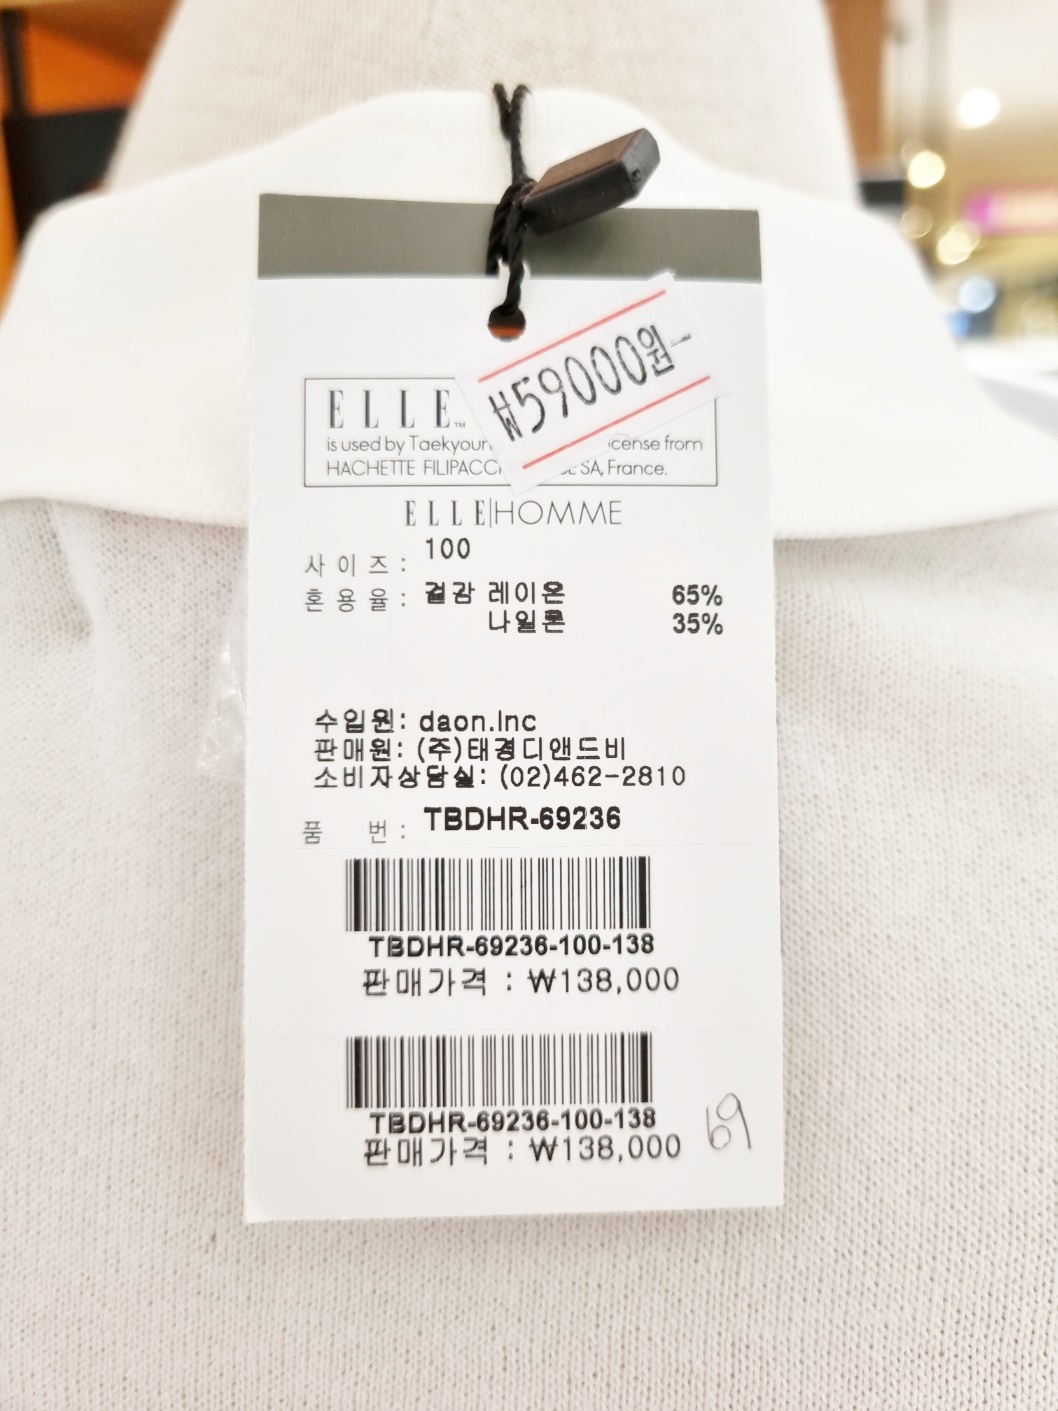 ₩59000원-
ELLE™
is used by Taekyoun cense from
HACHETTE FILIPACC SA, France.
ELLE|HOMME
사이즈: 100
혼용율: 겉감 레이온 65%
나일론 35%
수입원: daon.Inc
판매원: (주)태경디앤드비
소비자상담실: (02)462-2810
품 번: TBDHR-69236
TBDHR-69236-100-138
판매가격 : ₩138,000
TBDHR-69236-100-138
판매가격 : ₩138,000
69